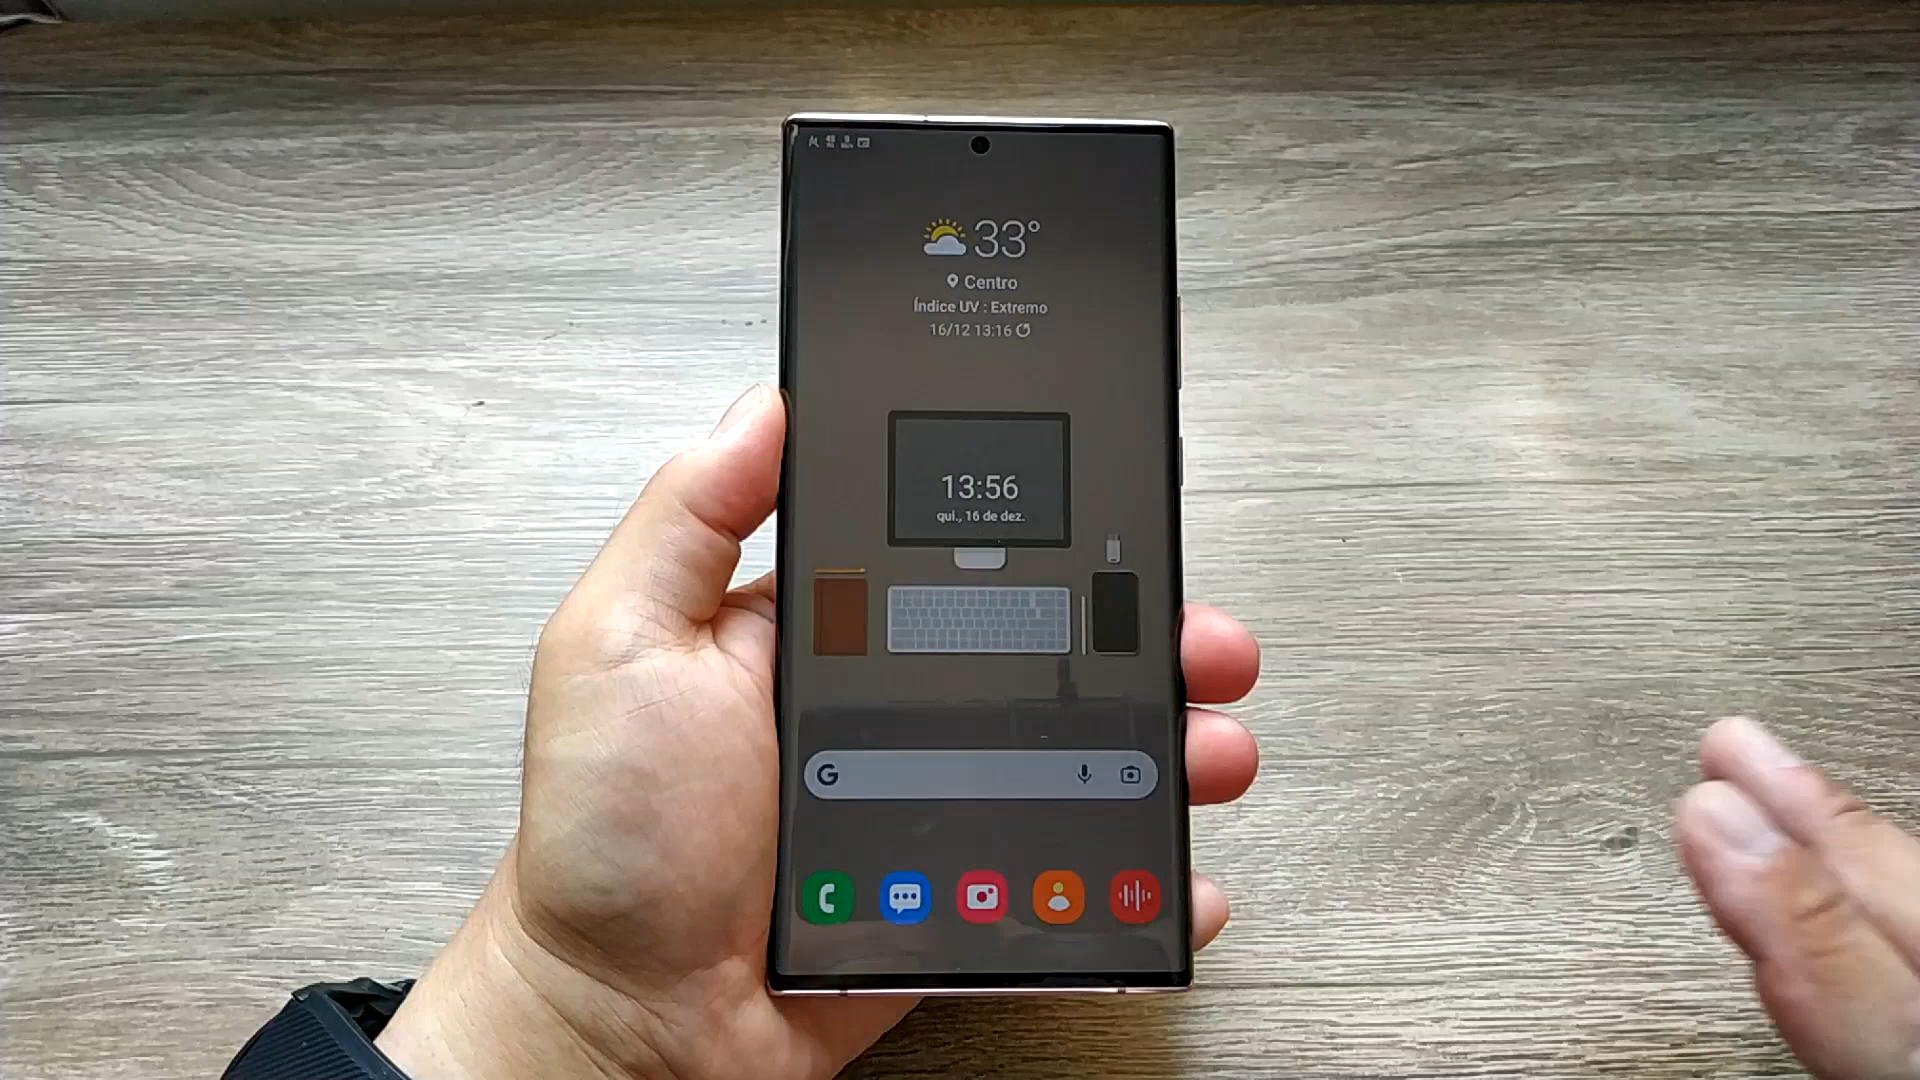 33°
Centro
Índice UV : Extremo
16/12 13:16
13:56
qui., 16 de dez.
G